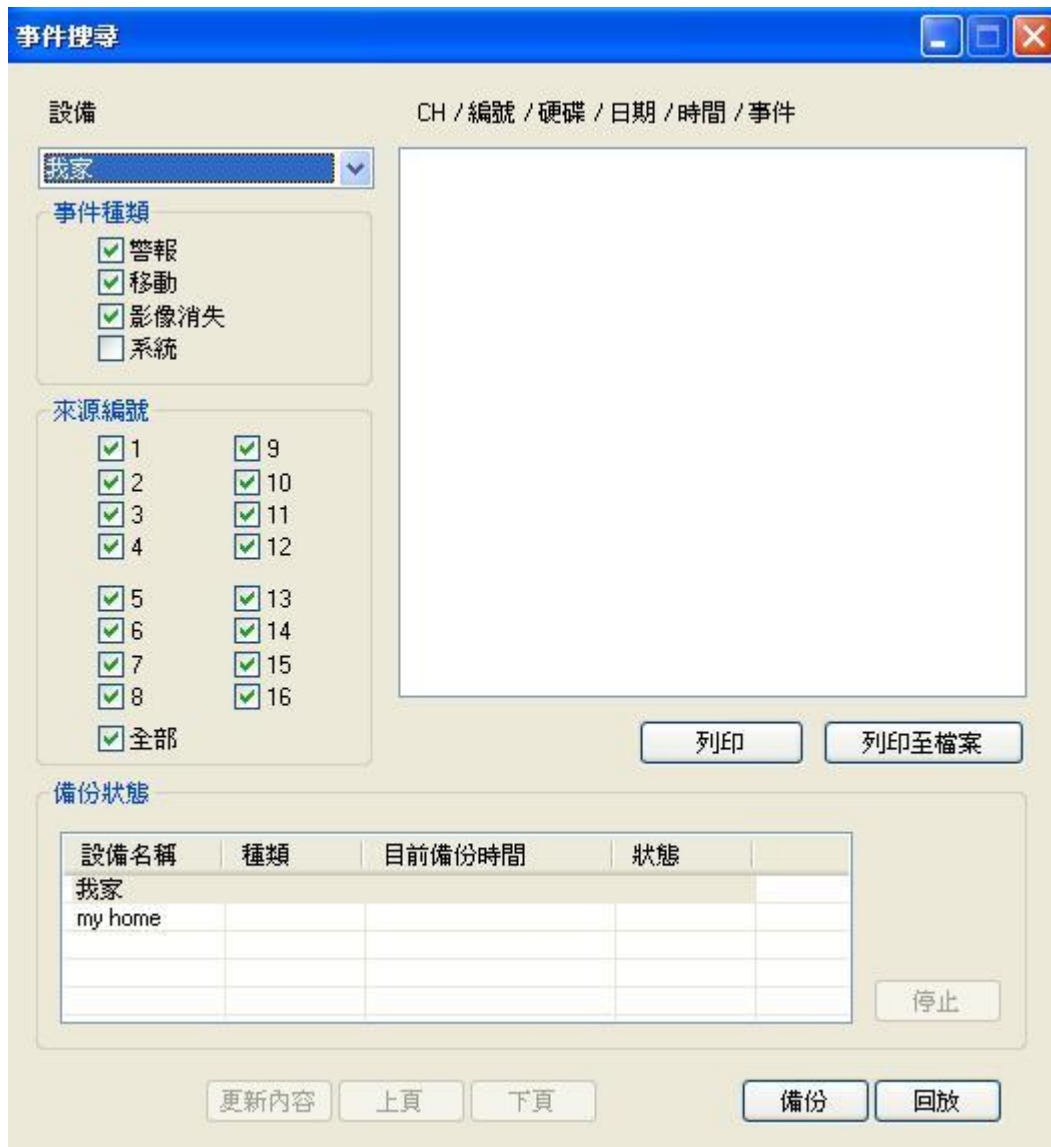 事件搜尋
設備
CH / 編號 / 硬碟 / 日期 / 時間 / 事件
我家
事件種類
警報
移動
影像消失
系統
來源編號
1 9
2 10
3 11
4 12
5 13
6 14
7 15
8 16
全部
列印 列印至檔案
備份狀態
設備名稱 種類 目前備份時間 狀態
我家
my home
停止
更新內容 上頁 下頁 備份 回放